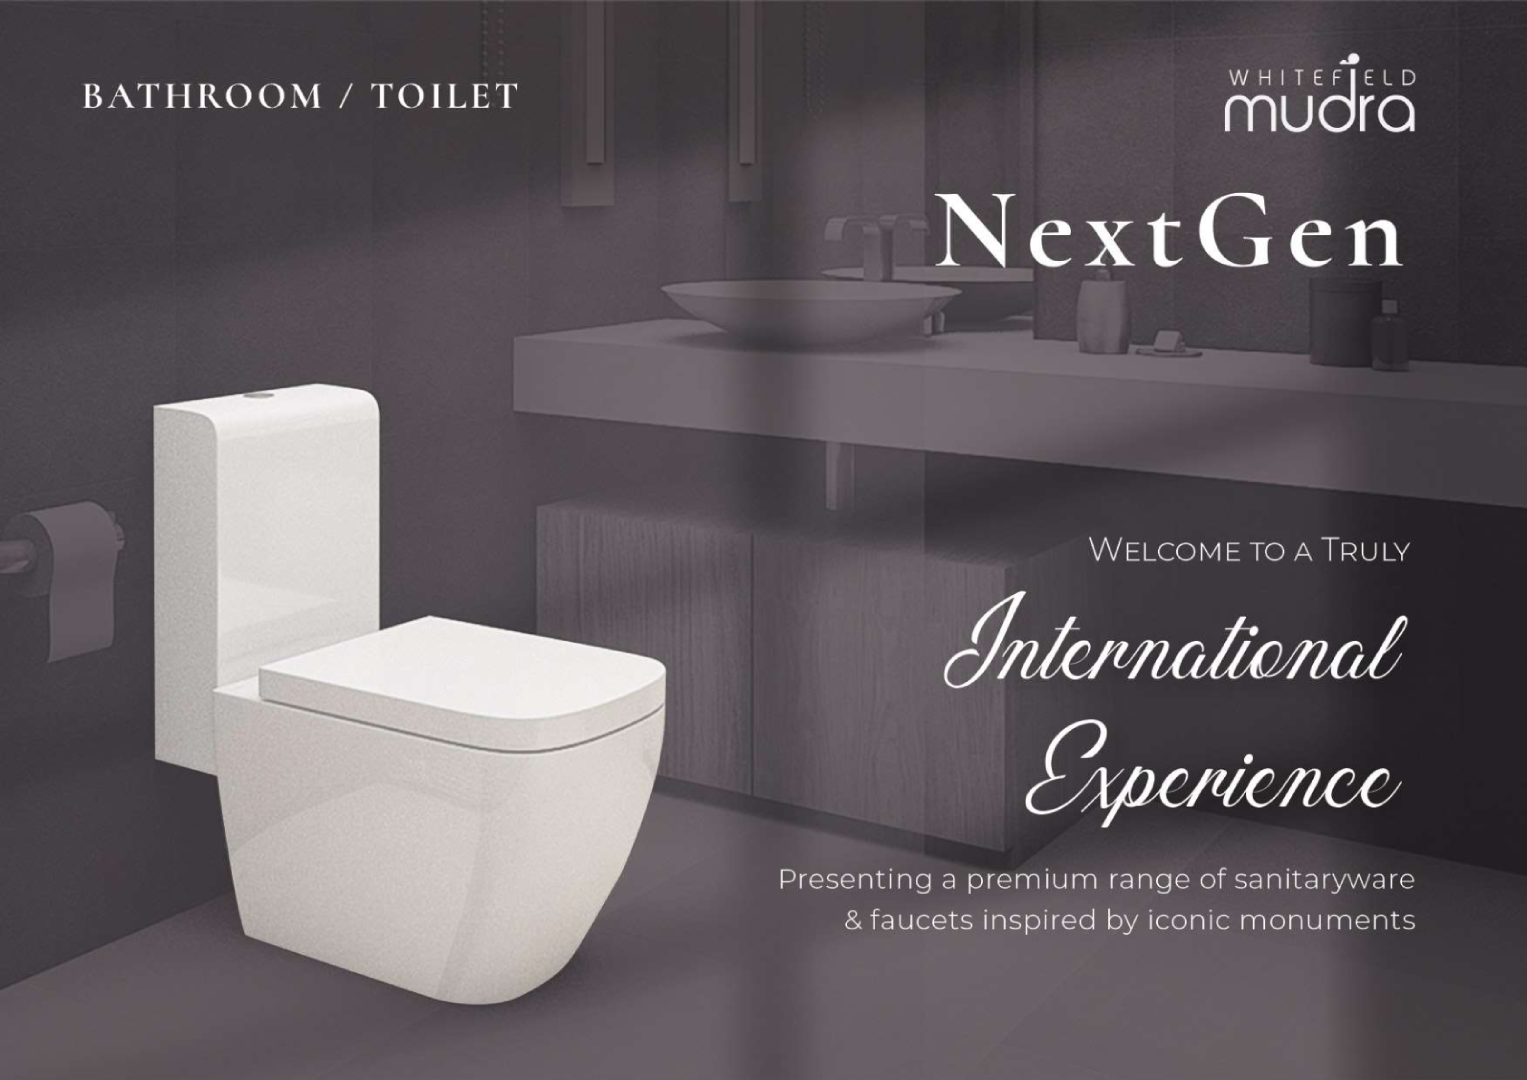 BATHROOM / TOILET
WHITEFIELD
mudra
NextGen
WELCOME TO A TRULY
International
Experience
Presenting a premium range of sanitaryware
& faucets inspired by iconic monuments